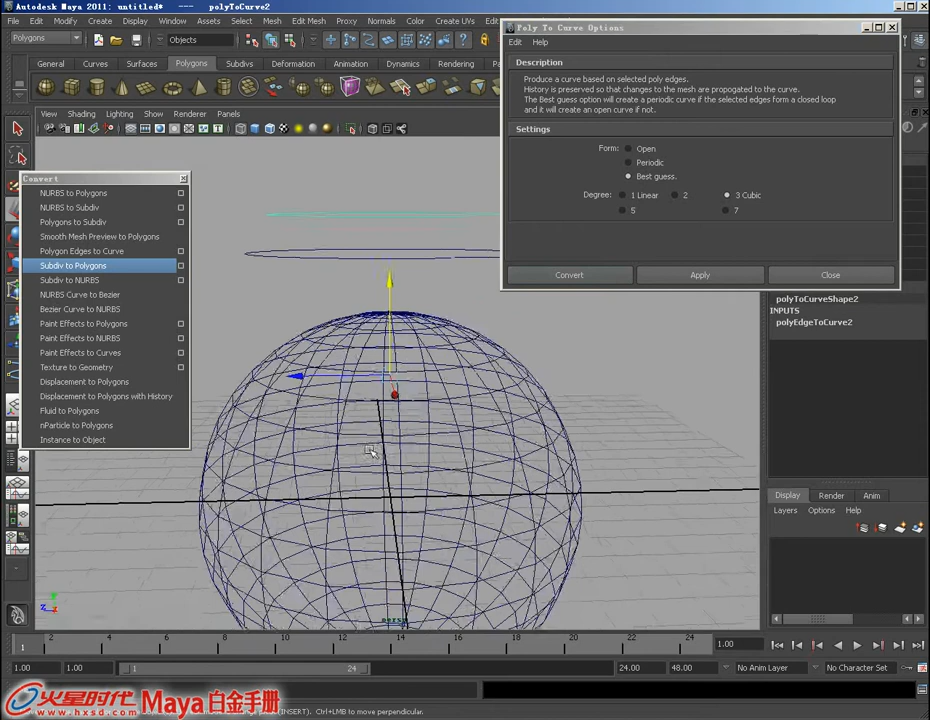 Autodesk Maya 2011: untitled* --- polyToCurve2
File Edit Modify Create Display Window Assets Select Mesh Edit Mesh Proxy Normals Color Create UVs Edit
Polygons
Objects
General Curves Surfaces Polygons Subdivs Deformation Animation Dynamics Rendering
View Shading Lighting Show Renderer Panels
Poly To Curve Options
Edit Help
Description
Produce a curve based on selected poly edges.
History is preserved so that changes to the mesh are propogated to the curve.
The Best guess option will create a periodic curve if the selected edges form a closed loop
and it will create an open curve if not.
Settings
Form: Open
Periodic
Best guess.
Degree: 1 Linear 2 3 Cubic
5 7
Convert Apply Close
Convert
NURBS to Polygons
NURBS to Subdiv
Polygons to Subdiv
Smooth Mesh Preview to Polygons
Polygon Edges to Curve
Subdiv to Polygons
Subdiv to NURBS
NURBS Curve to Bezier
Bezier Curve to NURBS
Paint Effects to Polygons
Paint Effects to NURBS
Paint Effects to Curves
Texture to Geometry
Displacement to Polygons
Displacement to Polygons with History
Fluid to Polygons
nParticle to Polygons
Instance to Object
polyToCurveShape2
INPUTS
polyEdgeToCurve2
Display Render Anim
Layers Options Help
persp
2 4 6 8 10 12 14 16 18 20 22 24
1
1.00
1.00 1.00 1 24 24.00 48.00 No Anim Layer No Character Set
火星时代 Maya 白金手册
www.hxsd.com
(INSERT). Ctrl+LMB to move perpendicular.